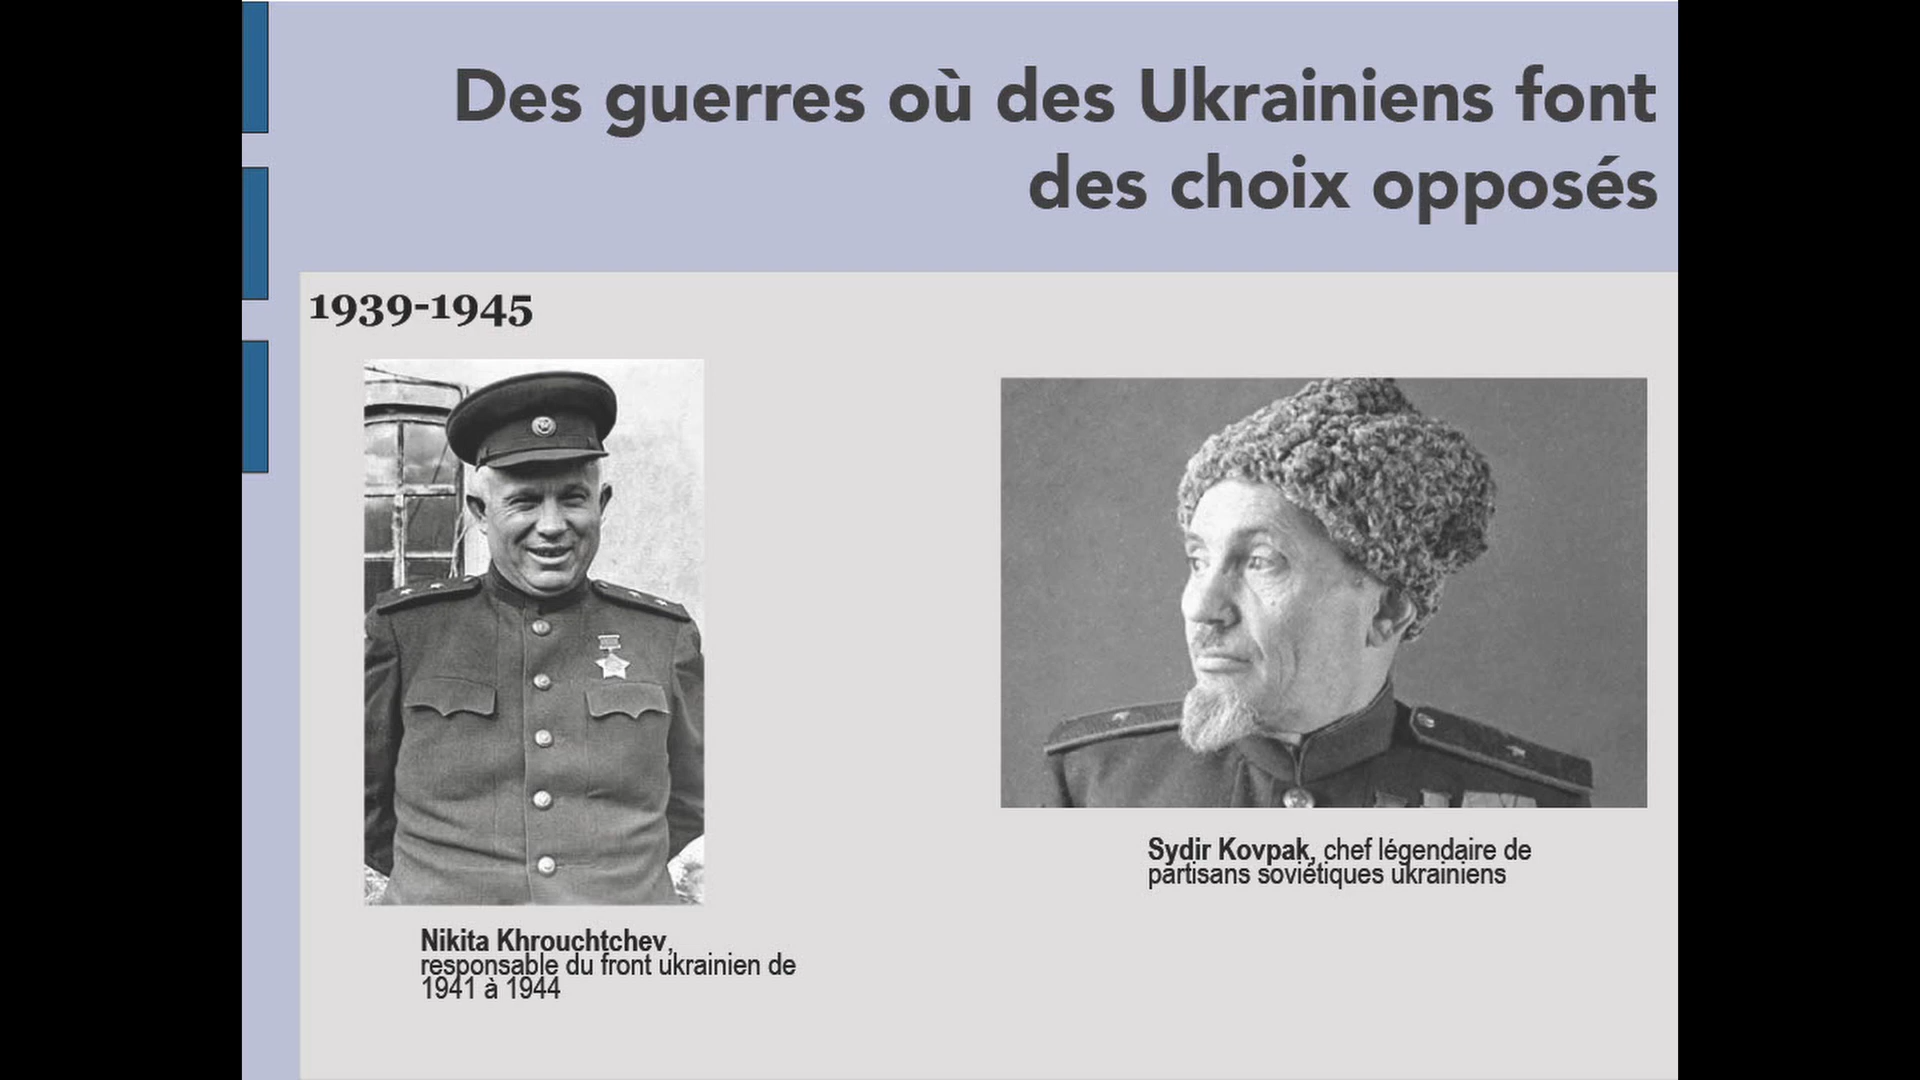 Des guerres où des Ukrainiens font
des choix opposés
1939-1945
Sydir Kovpak, chef légendaire de
partisans soviétiques ukrainiens
Nikita Khrouchtchev,
responsable du front ukrainien de
1941 à 1944